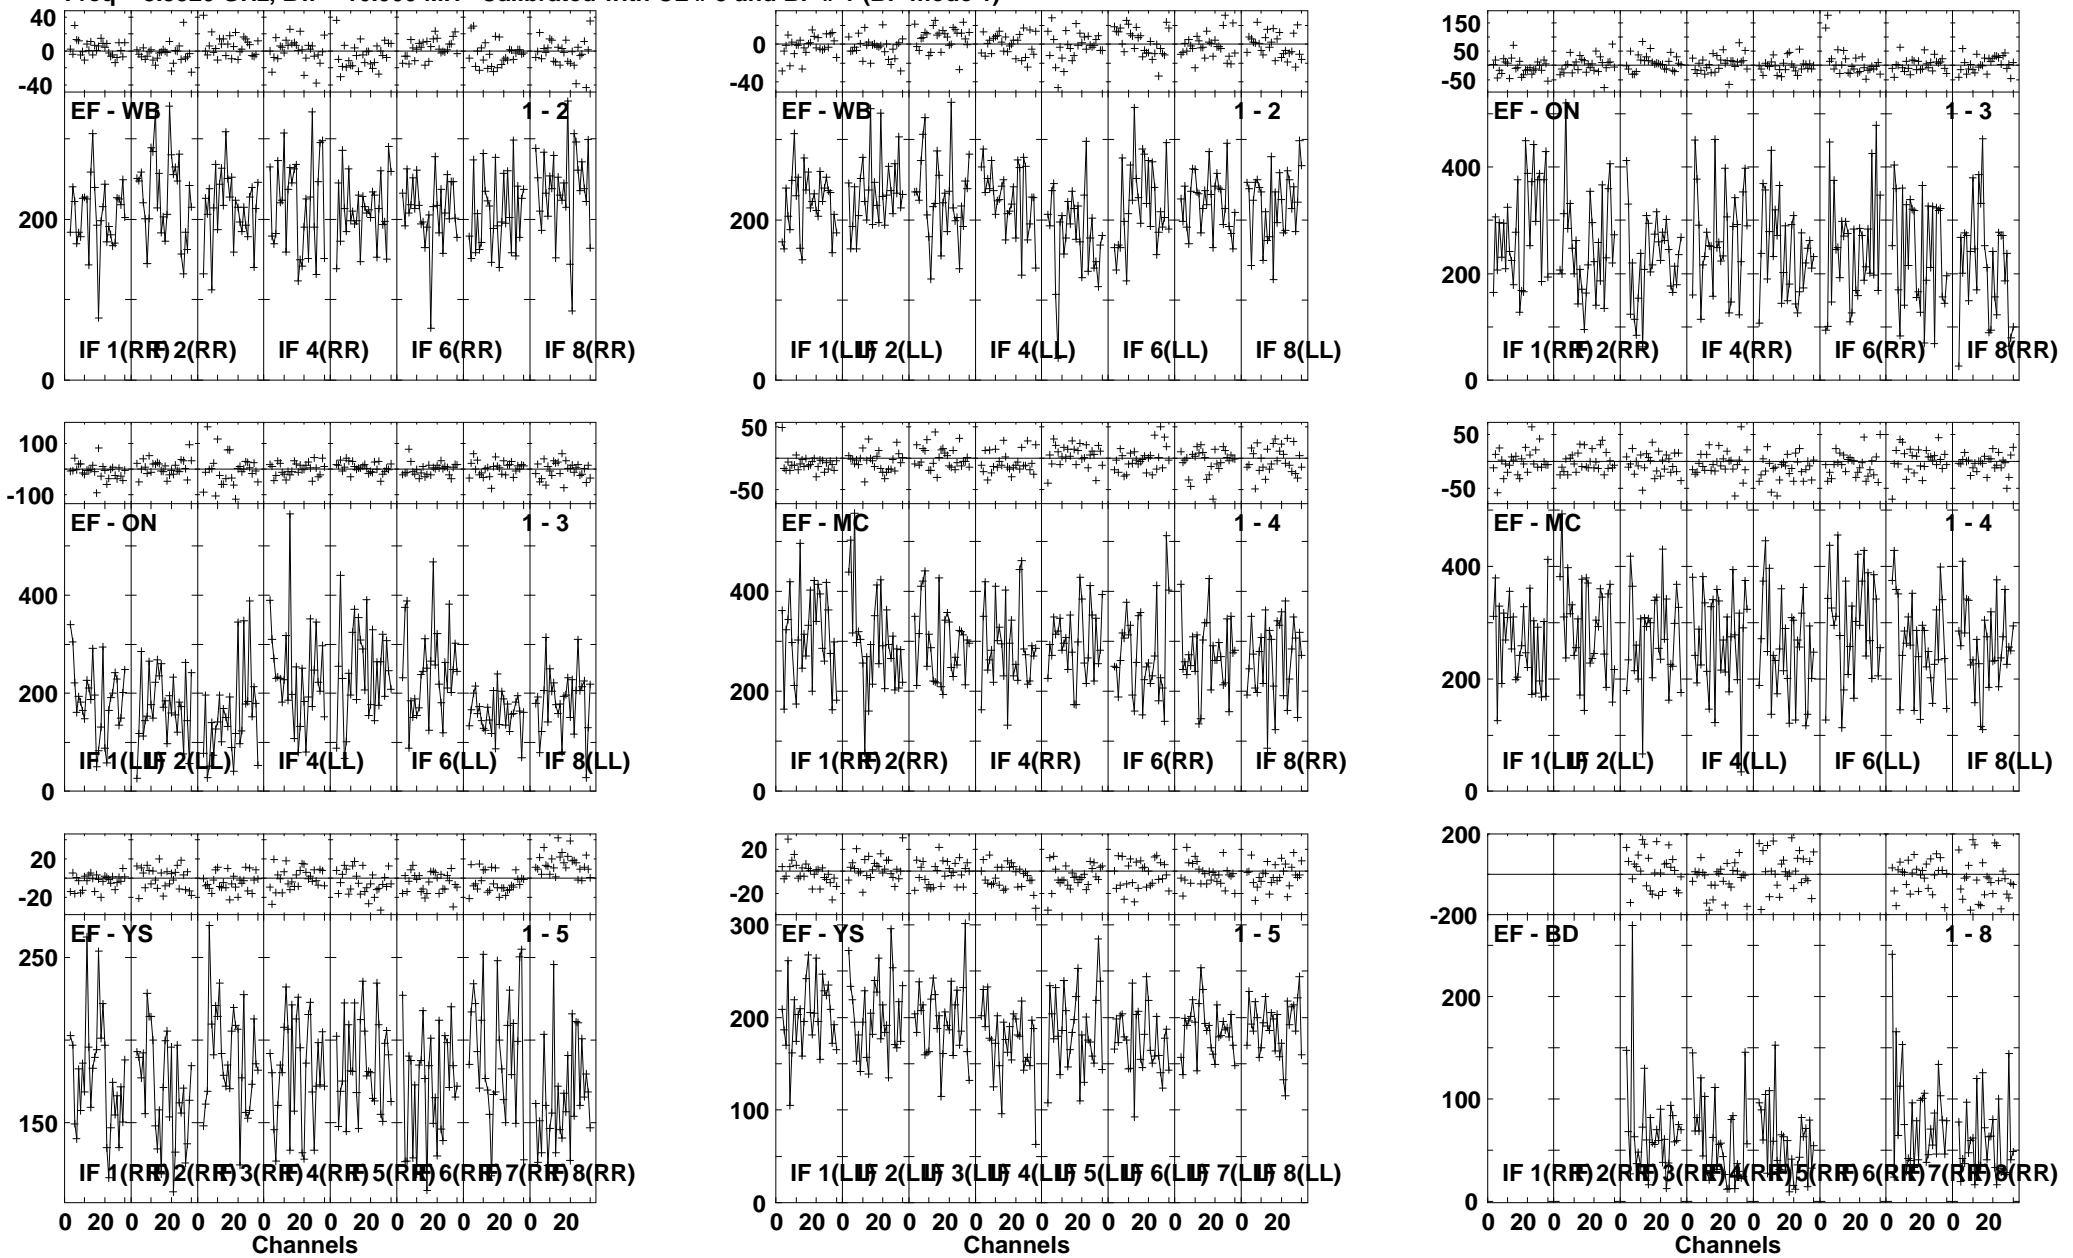 40 0 -40 EF - WB 1 - 2 200 0 IF 1(RR) IF 2(RR) IF 4(RR) IF 6(RR) IF 8(RR)
40 0 -40 EF - WB 1 - 2 200 0 IF 1(LL) IF 2(LL) IF 4(LL) IF 6(LL) IF 8(LL)
150 50 -50 EF - ON 1 - 3 400 200 0 IF 1(RR) IF 2(RR) IF 4(RR) IF 6(RR) IF 8(RR)
100 -100 EF - ON 1 - 3 400 200 0 IF 1(LL) IF 2(LL) IF 4(LL) IF 6(LL) IF 8(LL)
50 -50 EF - MC 1 - 4 400 200 0 IF 1(RR) IF 2(RR) IF 4(RR) IF 6(RR) IF 8(RR)
50 -50 EF - MC 1 - 4 400 200 0 IF 1(LL) IF 2(LL) IF 4(LL) IF 6(LL) IF 8(LL)
20 -20 EF - YS 1 - 5 250 150 IF 1(RR) IF 2(RR) IF 3(RR) IF 4(RR) IF 5(RR) IF 6(RR) IF 7(RR) IF 8(RR)
0 20 0 20 0 20 0 20 0 20 0 20 0 20 0 20
Channels
20 -20 EF - YS 1 - 5 300 200 100 0 IF 1(LL) IF 2(LL) IF 3(LL) IF 4(LL) IF 5(LL) IF 6(LL) IF 7(LL) IF 8(LL)
0 20 0 20 0 20 0 20 0 20 0 20 0 20 0 20
Channels
200 -200 EF - BD 1 - 8 200 100 0 IF 1(RR) IF 2(RR) IF 3(RR) IF 4(RR) IF 5(RR) IF 6(RR) IF 7(RR) IF 8(RR)
0 20 0 20 0 20 0 20 0 20 0 20 0 20 0 20
Channels